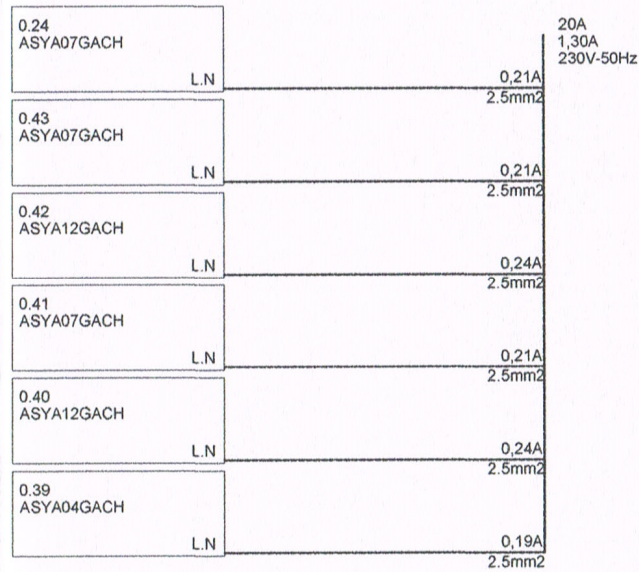 0.24
ASYA07GACH
L.N
0,21A
2.5mm2
20A
1,30A
230V-50Hz
0.43
ASYA07GACH
L.N
0,21A
2.5mm2
0.42
ASYA12GACH
L.N
0,24A
2.5mm2
0.41
ASYA07GACH
L.N
0,21A
2.5mm2
0.40
ASYA12GACH
L.N
0,24A
2.5mm2
0.39
ASYA04GACH
L.N
0,19A
2.5mm2